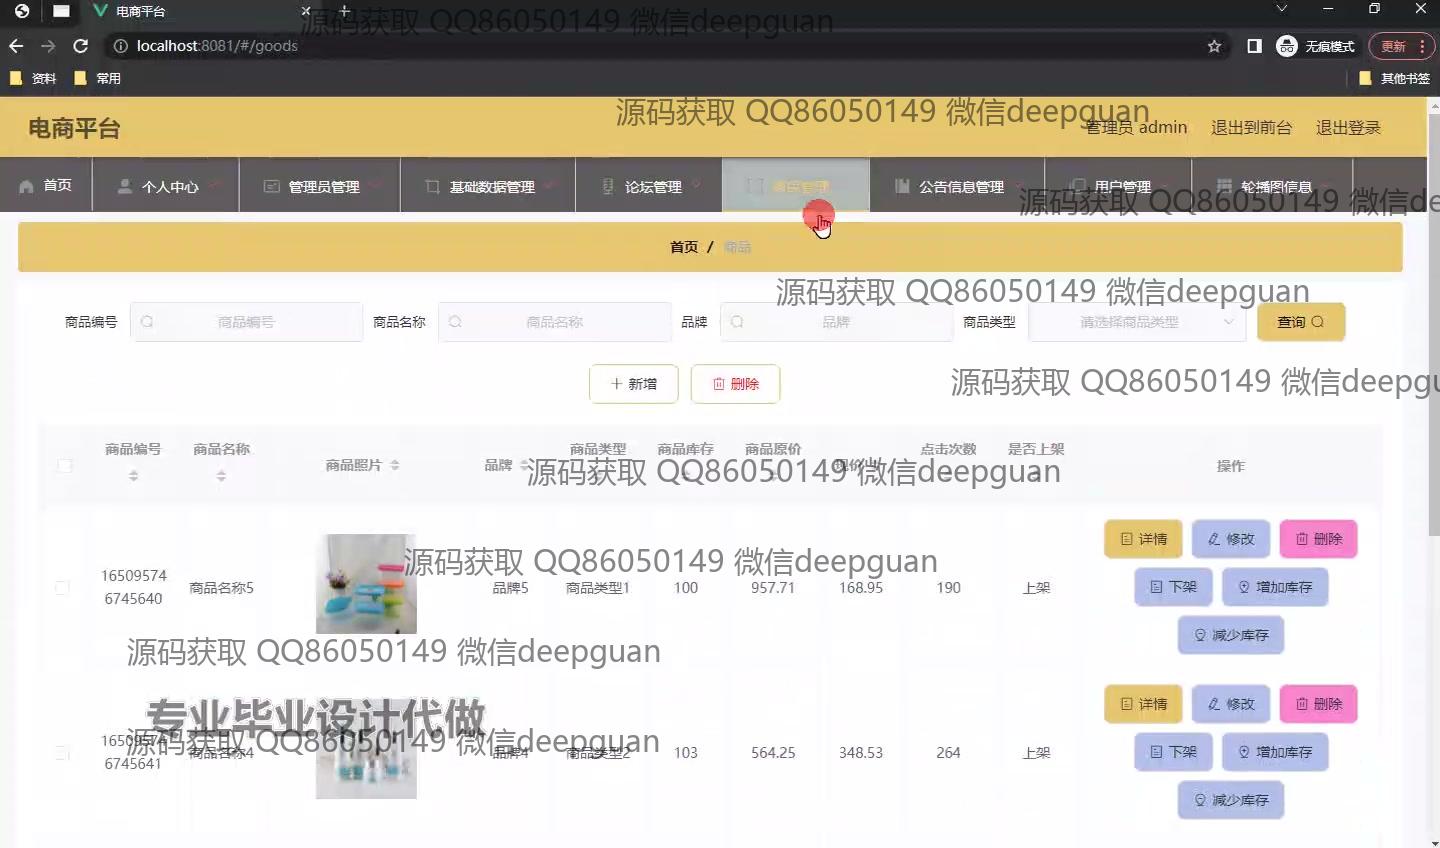 电商平台
localhost:8081/#/goods
无痕模式
更新
资料
常用
其他书签
源码获取 QQ86050149 微信deepguan
电商平台
源码获取 QQ86050149 微信deepguan
管理员 admin
退出到前台
退出登录
首页
个人中心
管理员管理
基础数据管理
论坛管理
公告信息管理
用户管理
轮播图信息
源码获取 QQ86050149 微信de
首页 / 商品
源码获取 QQ86050149 微信deepguan
商品编号 商品编号
商品名称 商品名称
品牌 品牌
商品类型 请选择商品类型
查询
新增
删除
源码获取 QQ86050149 微信deepgu
商品编号
商品名称
商品照片
品牌
商品类型
商品库存
商品原价
现价
点击次数
是否上架
操作
源码获取 QQ86050149 微信deepguan
16509574
6745640
商品名称5
品牌5
商品类型1
100
957.71
168.95
190
上架
详情
修改
删除
下架
增加库存
减少库存
源码获取 QQ86050149 微信deepguan
源码获取 QQ86050149 微信deepguan
专业毕业设计代做
16509574
6745641
商品名称4
品牌4
商品类型2
103
564.25
348.53
264
上架
详情
修改
删除
下架
增加库存
减少库存
源码获取 QQ86050149 微信deepguan